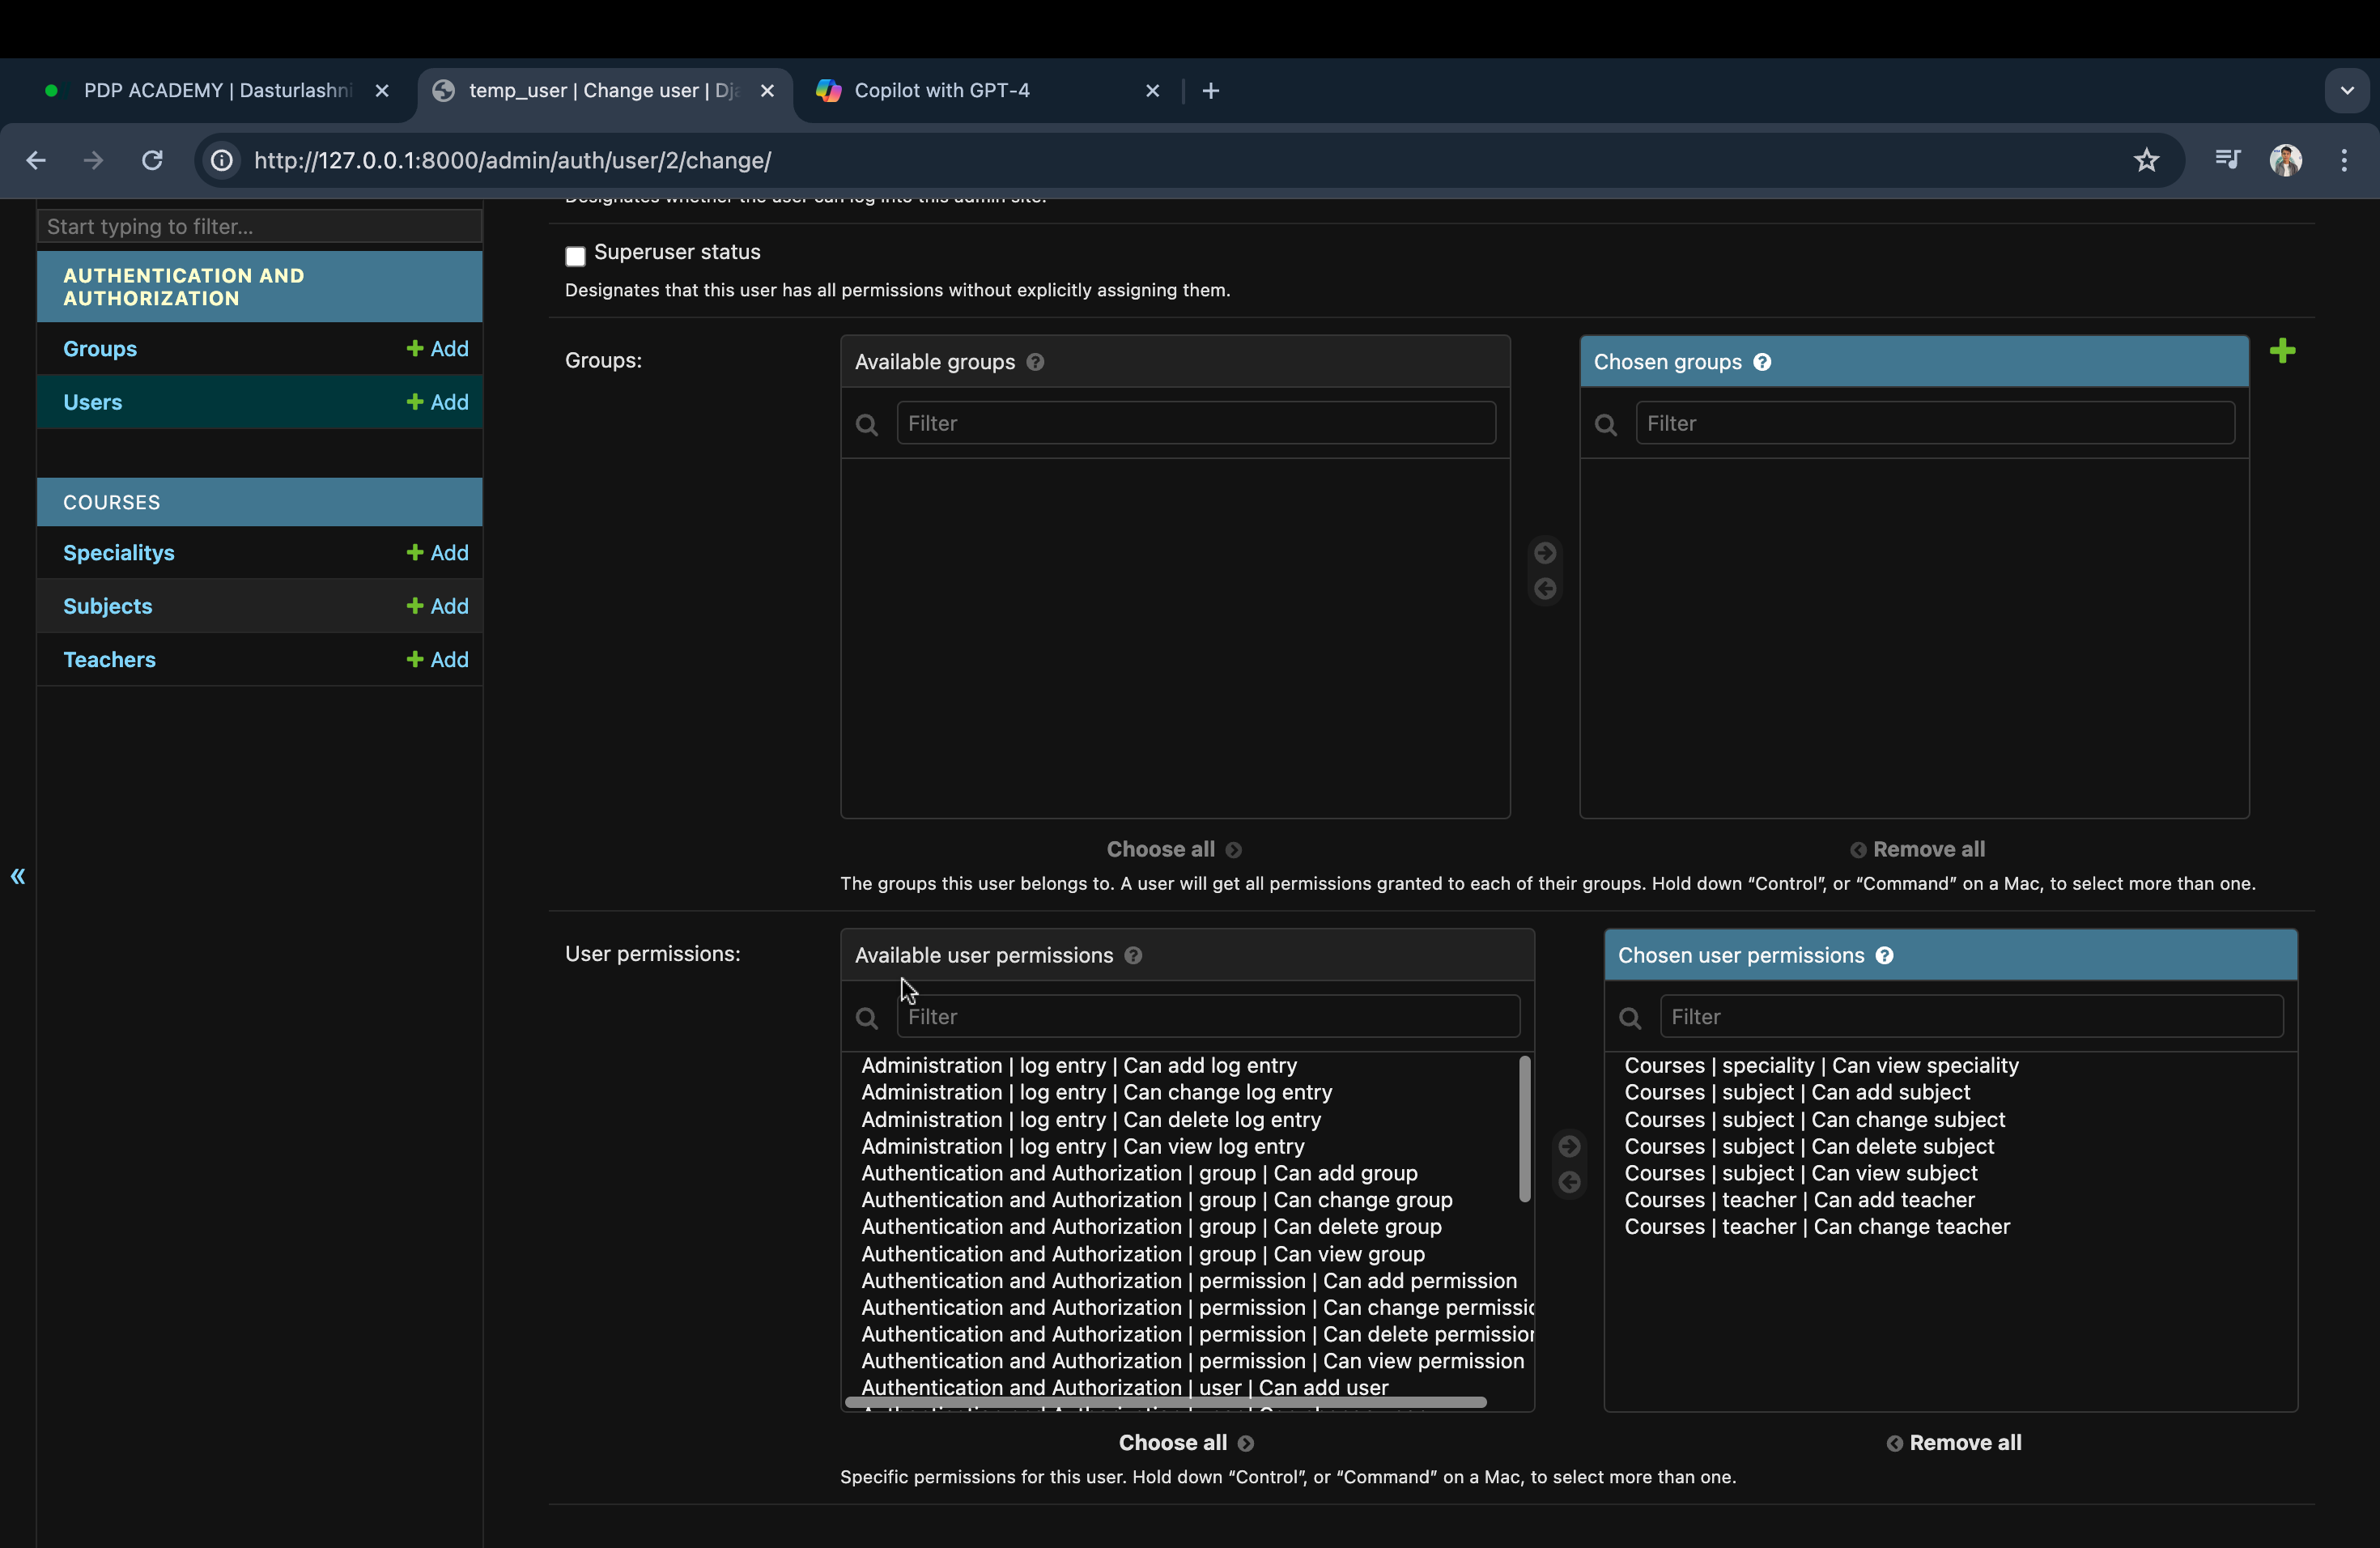 PDP ACADEMY | Dasturlashni
temp_user | Change user | Dja
Copilot with GPT-4
http://127.0.0.1:8000/admin/auth/user/2/change/
Start typing to filter...
AUTHENTICATION AND
AUTHORIZATION
Groups Add
Users Add
COURSES
Specialitys Add
Subjects Add
Teachers Add
«
Designates whether the user can log into this admin site.
Superuser status
Designates that this user has all permissions without explicitly assigning them.
Groups:
Available groups ?
Filter
Chosen groups ?
Filter
Choose all
Remove all
The groups this user belongs to. A user will get all permissions granted to each of their groups. Hold down “Control”, or “Command” on a Mac, to select more than one.
User permissions:
Available user permissions ?
Filter
Administration | log entry | Can add log entry
Administration | log entry | Can change log entry
Administration | log entry | Can delete log entry
Administration | log entry | Can view log entry
Authentication and Authorization | group | Can add group
Authentication and Authorization | group | Can change group
Authentication and Authorization | group | Can delete group
Authentication and Authorization | group | Can view group
Authentication and Authorization | permission | Can add permission
Authentication and Authorization | permission | Can change permissio
Authentication and Authorization | permission | Can delete permission
Authentication and Authorization | permission | Can view permission
Authentication and Authorization | user | Can add user
Chosen user permissions ?
Filter
Courses | speciality | Can view speciality
Courses | subject | Can add subject
Courses | subject | Can change subject
Courses | subject | Can delete subject
Courses | subject | Can view subject
Courses | teacher | Can add teacher
Courses | teacher | Can change teacher
Choose all
Remove all
Specific permissions for this user. Hold down “Control”, or “Command” on a Mac, to select more than one.